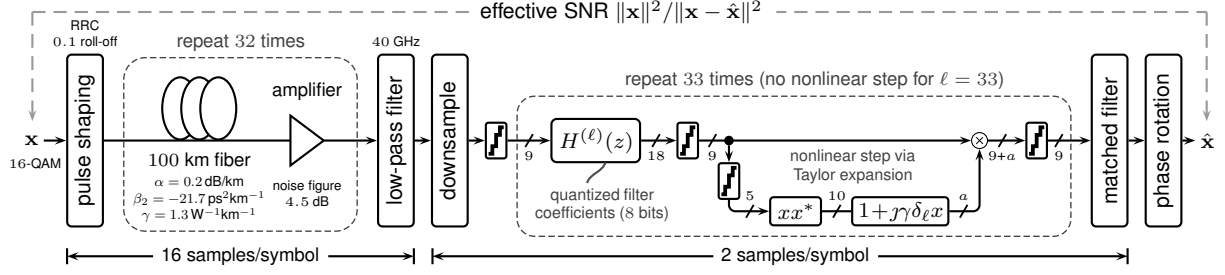 effective SNR ‖x‖²/‖x − x̂‖²
RRC
0.1 roll-off
repeat 32 times
40 GHz
repeat 33 times (no nonlinear step for ℓ = 33)
x
16-QAM
pulse shaping
amplifier
100 km fiber
α = 0.2 dB/km
β₂ = −21.7 ps²km⁻¹
γ = 1.3 W⁻¹km⁻¹
noise figure
4.5 dB
low-pass filter
downsample
9
H⁽ℓ⁾(z)
18
9
quantized filter
coefficients (8 bits)
nonlinear step via
Taylor expansion
5
xx*
10
1+ȷγδ_ℓx
a
⊗
9+a
9
matched filter
phase rotation
x̂
16 samples/symbol
2 samples/symbol